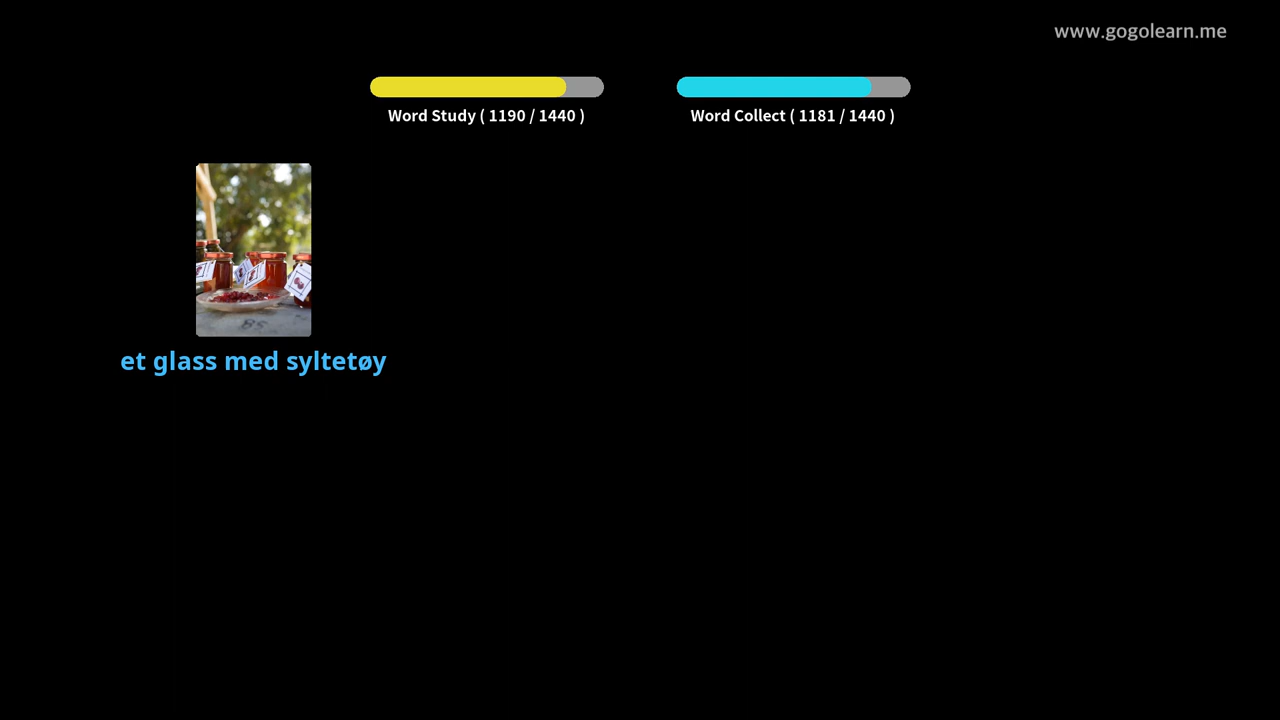 www.gogolearn.me
Word Study ( 1190 / 1440 )
Word Collect ( 1181 / 1440 )
et glass med syltetøy